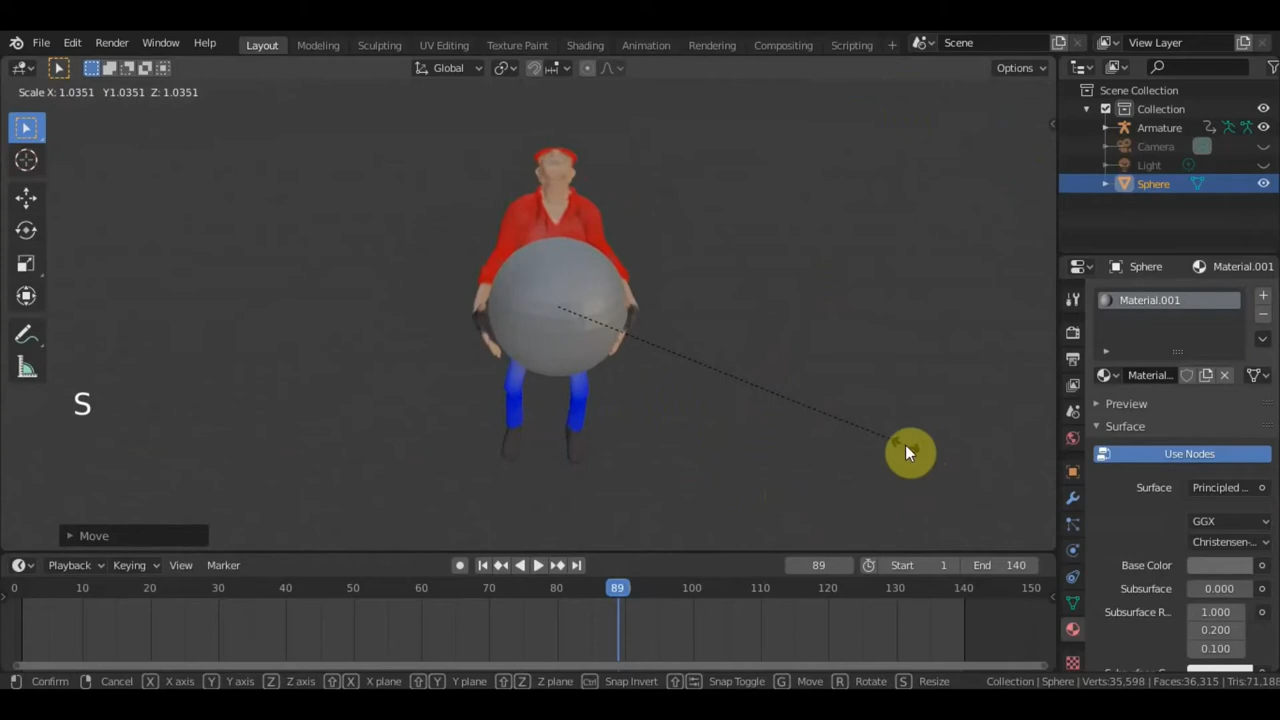 File Edit Render Window Help Layout Modeling Sculpting UV Editing Texture Paint Shading Animation Rendering Compositing Scripting + Scene View Layer
Global Options
Scale X: 1.0351 Y1.0351 Z: 1.0351
Scene Collection
Collection
Armature
Camera
Light
Sphere
Sphere Material.001
Material.001
S
Material...
Preview
Surface
Use Nodes
Surface Principled ...
GGX
Christensen-...
Move
Playback Keying View Marker 89 Start 1 End 140
Base Color
0 10 20 30 40 50 60 70 80 89 100 110 120 130 140 150
Subsurface 0.000
Subsurface R... 1.000
0.200
0.100
Confirm Cancel X X axis Y Y axis Z Z axis X X plane Y Y plane Z Z plane Ctrl Snap Invert Snap Toggle G Move R Rotate S Resize Collection | Sphere | Verts:35,598 | Faces:36,315 | Tris:71,188